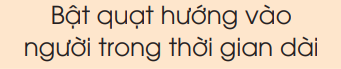 Bật quạt hướng vào
người trong thời gian dài